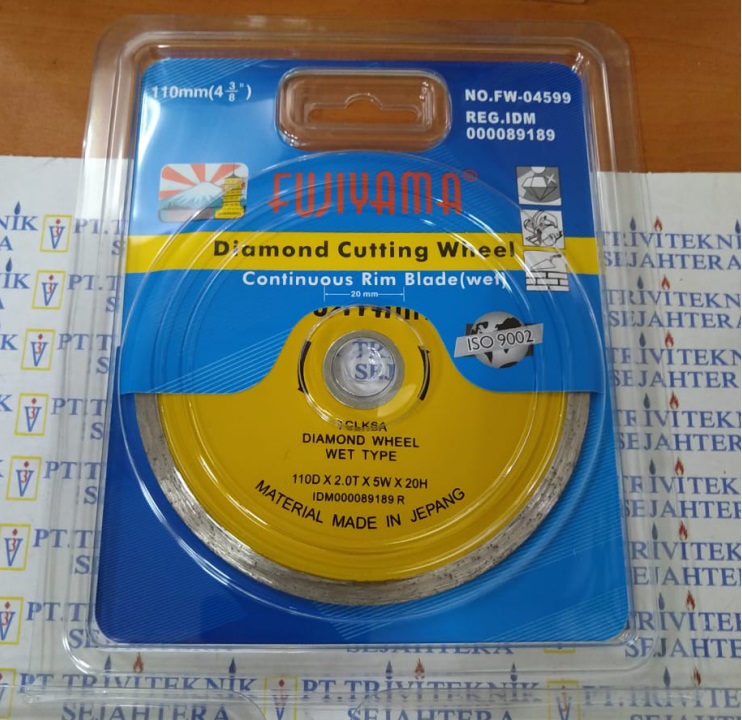 110mm(4 3/8")
NO.FW-04599
REG.IDM
000089189
FUJIYAMA®
Diamond Cutting Wheel
Continuous Rim Blade(wet)
20 mm
ISO 9002
DIAMOND WHEEL
WET TYPE
110D X 2.0T X 5W X 20H
IDM000089189 R
MATERIAL MADE IN JEPANG
PT.TRIVITEKNIK
SEJAHTERA